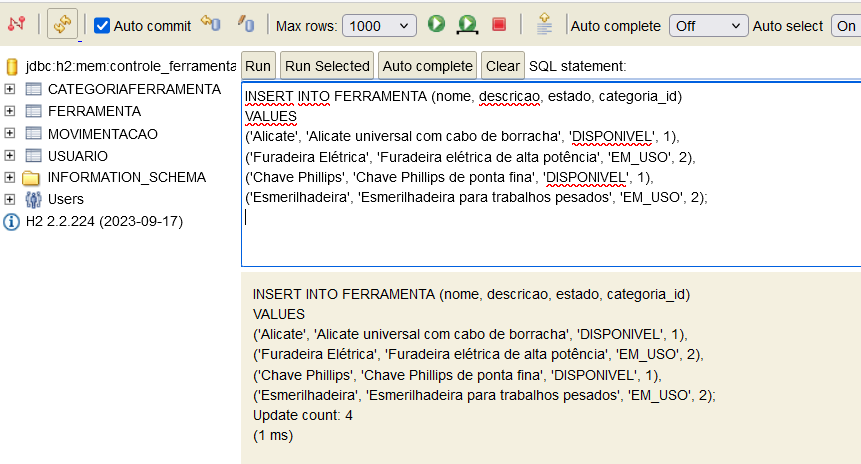 Auto commit
Max rows: 1000
Auto complete Off
Auto select On
jdbc:h2:mem:controle_ferramenta
CATEGORIAFERRAMENTA
FERRAMENTA
MOVIMENTACAO
USUARIO
INFORMATION_SCHEMA
Users
H2 2.2.224 (2023-09-17)
Run Run Selected Auto complete Clear SQL statement:
INSERT INTO FERRAMENTA (nome, descricao, estado, categoria_id)
VALUES
('Alicate', 'Alicate universal com cabo de borracha', 'DISPONIVEL', 1),
('Furadeira Elétrica', 'Furadeira elétrica de alta potência', 'EM_USO', 2),
('Chave Phillips', 'Chave Phillips de ponta fina', 'DISPONIVEL', 1),
('Esmerilhadeira', 'Esmerilhadeira para trabalhos pesados', 'EM_USO', 2);
INSERT INTO FERRAMENTA (nome, descricao, estado, categoria_id)
VALUES
('Alicate', 'Alicate universal com cabo de borracha', 'DISPONIVEL', 1),
('Furadeira Elétrica', 'Furadeira elétrica de alta potência', 'EM_USO', 2),
('Chave Phillips', 'Chave Phillips de ponta fina', 'DISPONIVEL', 1),
('Esmerilhadeira', 'Esmerilhadeira para trabalhos pesados', 'EM_USO', 2);
Update count: 4
(1 ms)